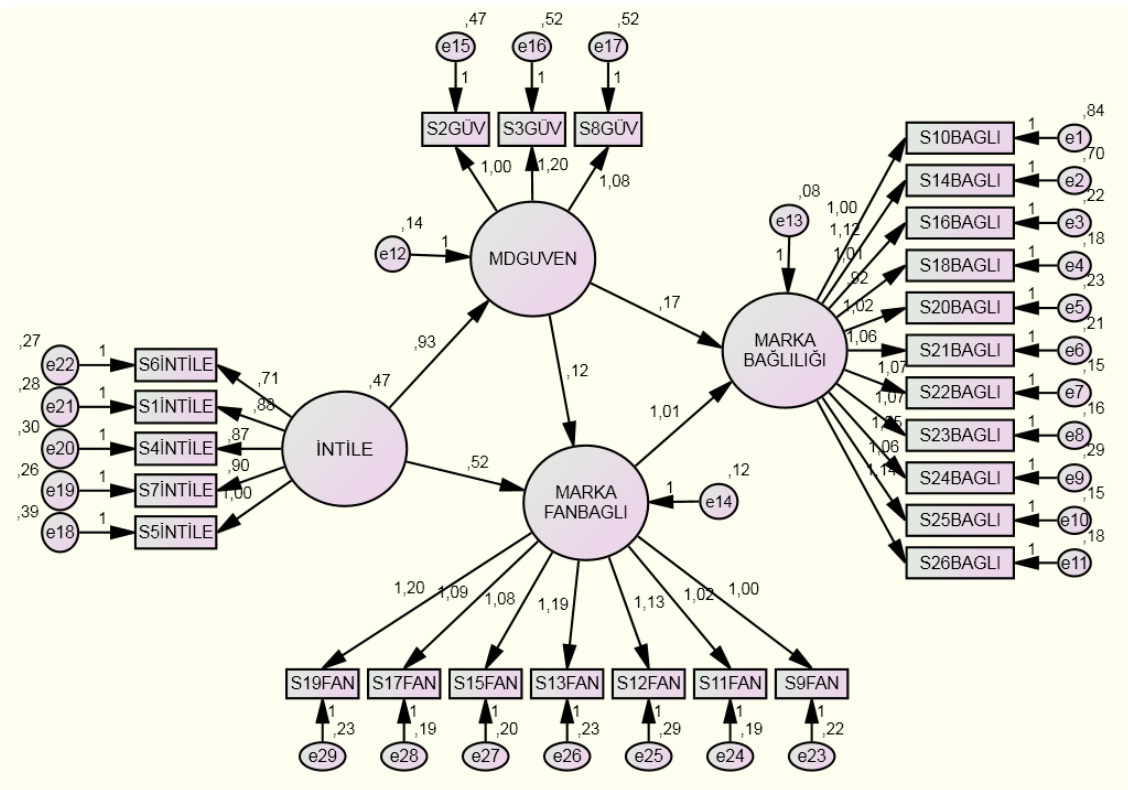 ,47 ,52 ,52
e15 e16 e17
1 1 1
S2GÜV S3GÜV S8GÜV
1,00 1,20 1,08
,14
e12 1
MDGUVEN
,93
,17
,12
,08
e13
1
MARKA
BAĞLILIĞI
1,01
S10BAGLI 1 e1 ,84
S14BAGLI 1 e2 ,70
S16BAGLI 1 e3 ,22
S18BAGLI 1 e4 ,18
S20BAGLI 1 e5 ,23
S21BAGLI 1 e6 ,21
S22BAGLI 1 e7 ,15
S23BAGLI 1 e8 ,16
S24BAGLI 1 e9 ,29
S25BAGLI 1 e10 ,15
S26BAGLI 1 e11 ,18
1,00
1,12
1,01
,92
1,02
1,06
1,07
1,07
1,06
1,14
,27 e22 1 S6İNTİLE ,71
,28 e21 1 S1İNTİLE ,88
,30 e20 1 S4İNTİLE ,87
,26 e19 1 S7İNTİLE ,90
,39 e18 1 S5İNTİLE 1,00
,47
İNTİLE
,52
MARKA
FANBAGLI
1 e14 ,12
1,20 1,09 1,08 1,19 1,13 1,02 1,00
S19FAN S17FAN S15FAN S13FAN S12FAN S11FAN S9FAN
1 1 1 1 1 1 1
,23 ,19 ,20 ,23 ,29 ,19 ,22
e29 e28 e27 e26 e25 e24 e23